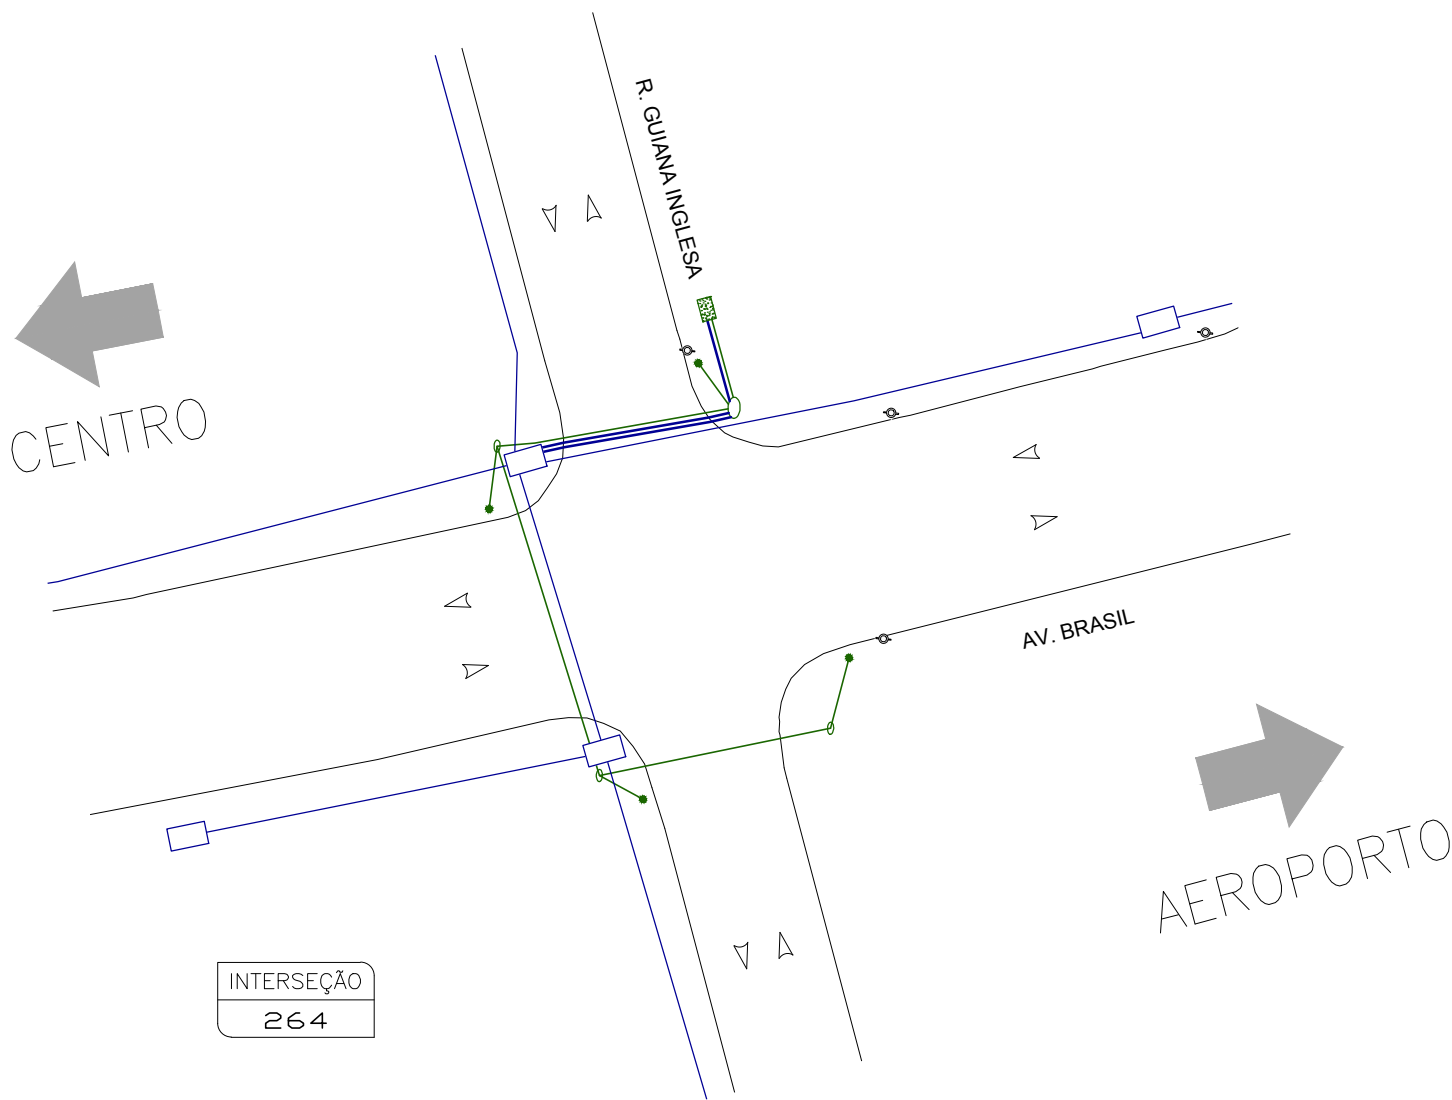 R. GUIANA INGLESA
CENTRO
AV. BRASIL
AEROPORTO
INTERSEÇÃO
264